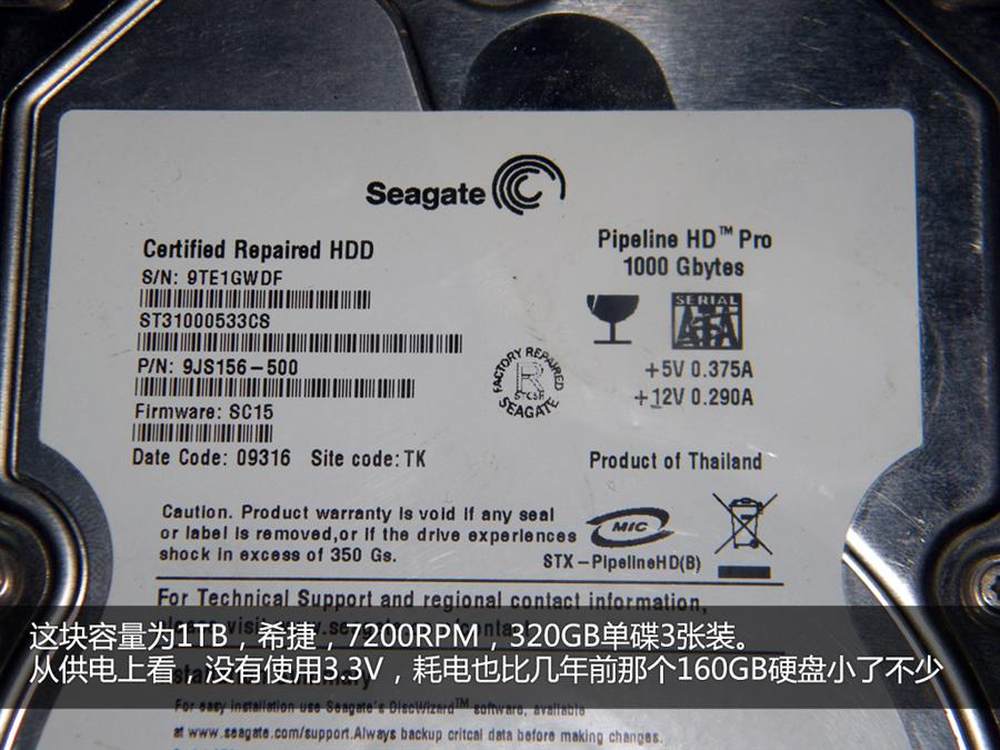 Seagate
Certified Repaired HDD
S/N: 9TE1GWDF
ST31000533CS
P/N: 9JS156-500
Firmware: SC15
Date Code: 09316 Site code: TK
Pipeline HD™ Pro
1000 Gbytes
SERIAL
ATA
+5V 0.375A
+12V 0.290A
FACTORY REPAIRED
R
SEAGATE
Product of Thailand
Caution. Product warranty is void if any seal
or label is removed,or if the drive experiences
shock in excess of 350 Gs.
MIC
STX-PipelineHD(B)
For Technical Support and regional contact information,
这块容量为1TB，希捷，7200RPM，320GB单碟3张装。
从供电上看，没有使用3.3V，耗电也比几年前那个160GB硬盘小了不少
For easy installation use Seagate's DiscWizard™ software, available
at www.seagate.com/support.Always backup critcal data before making changes.